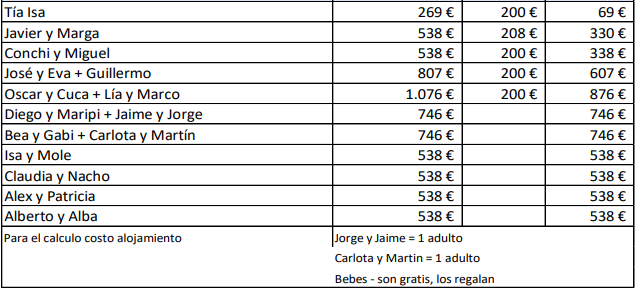 Tía Isa 269 € 200 € 69 €
Javier y Marga 538 € 208 € 330 €
Conchi y Miguel 538 € 200 € 338 €
José y Eva + Guillermo 807 € 200 € 607 €
Oscar y Cuca + Lía y Marco 1.076 € 200 € 876 €
Diego y Maripi + Jaime y Jorge 746 € 746 €
Bea y Gabi + Carlota y Martín 746 € 746 €
Isa y Mole 538 € 538 €
Claudia y Nacho 538 € 538 €
Alex y Patricia 538 € 538 €
Alberto y Alba 538 € 538 €
Para el calculo costo alojamiento Jorge y Jaime = 1 adulto
Carlota y Martin = 1 adulto
Bebes - son gratis, los regalan